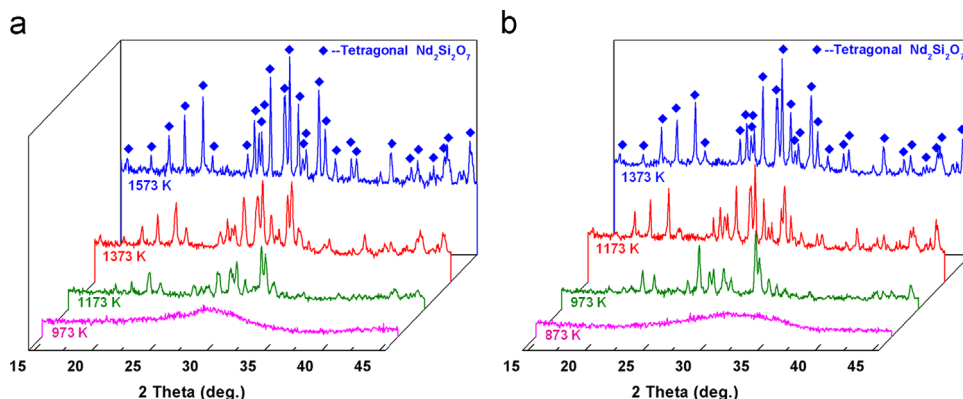 a
◆ --Tetragonal Nd2Si2O7
1573 K
1373 K
1173 K
973 K
15 20 25 30 35 40 45
2 Theta (deg.)
b
◆ --Tetragonal Nd2Si2O7
1373 K
1173 K
973 K
873 K
15 20 25 30 35 40 45
2 Theta (deg.)